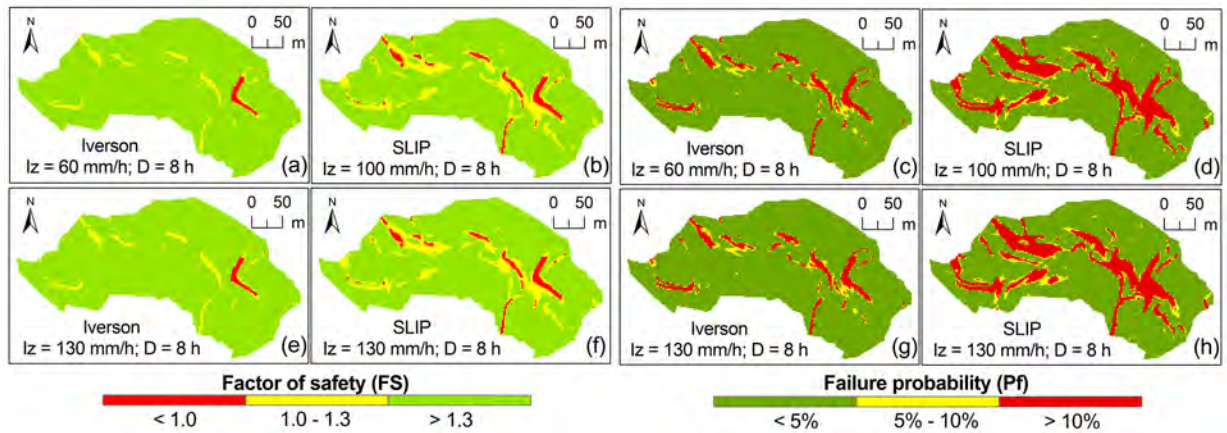 N
0 50
m
Iverson
Iz = 60 mm/h; D = 8 h
(a)
N
0 50
m
SLIP
Iz = 100 mm/h; D = 8 h
(b)
N
0 50
m
Iverson
Iz = 60 mm/h; D = 8 h
(c)
N
0 50
m
SLIP
Iz = 100 mm/h; D = 8 h
(d)
N
0 50
m
Iverson
Iz = 130 mm/h; D = 8 h
(e)
N
0 50
m
SLIP
Iz = 130 mm/h; D = 8 h
(f)
N
0 50
m
Iverson
Iz = 130 mm/h; D = 8 h
(g)
N
0 50
m
SLIP
Iz = 130 mm/h; D = 8 h
(h)
Factor of safety (FS)
< 1.0 1.0 - 1.3 > 1.3
Failure probability (Pf)
< 5% 5% - 10% > 10%